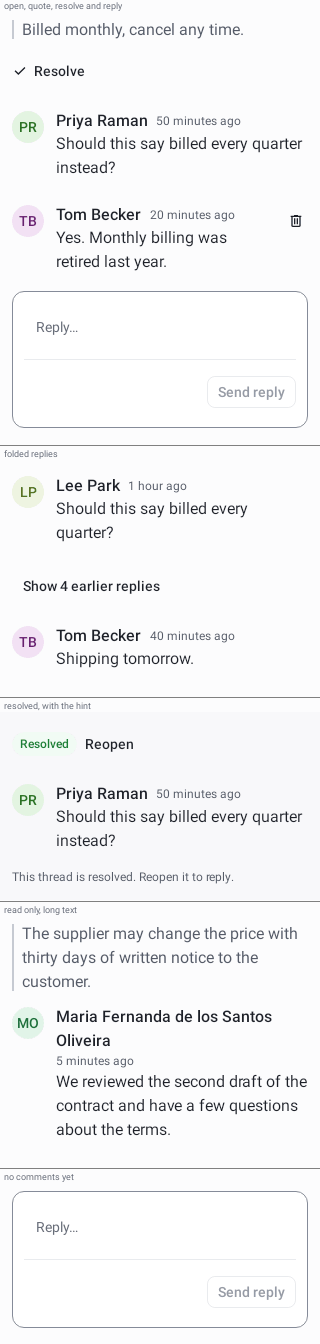 open, quote, resolve and reply
Billed monthly, cancel any time.
Resolve
PR
Priya Raman 50 minutes ago
Should this say billed every quarter
instead?
TB
Tom Becker 20 minutes ago
Yes. Monthly billing was
retired last year.
Reply...
Send reply
folded replies
LP
Lee Park 1 hour ago
Should this say billed every
quarter?
Show 4 earlier replies
TB
Tom Becker 40 minutes ago
Shipping tomorrow.
resolved, with the hint
Resolved Reopen
PR
Priya Raman 50 minutes ago
Should this say billed every quarter
instead?
This thread is resolved. Reopen it to reply.
read only, long text
The supplier may change the price with
thirty days of written notice to the
customer.
MO
Maria Fernanda de los Santos
Oliveira
5 minutes ago
We reviewed the second draft of the
contract and have a few questions
about the terms.
no comments yet
Reply...
Send reply